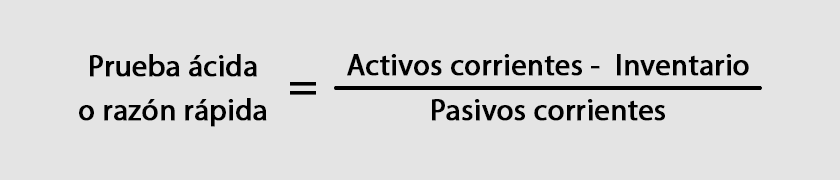 Prueba ácida
o razón rápida
=
Activos corrientes - Inventario
Pasivos corrientes